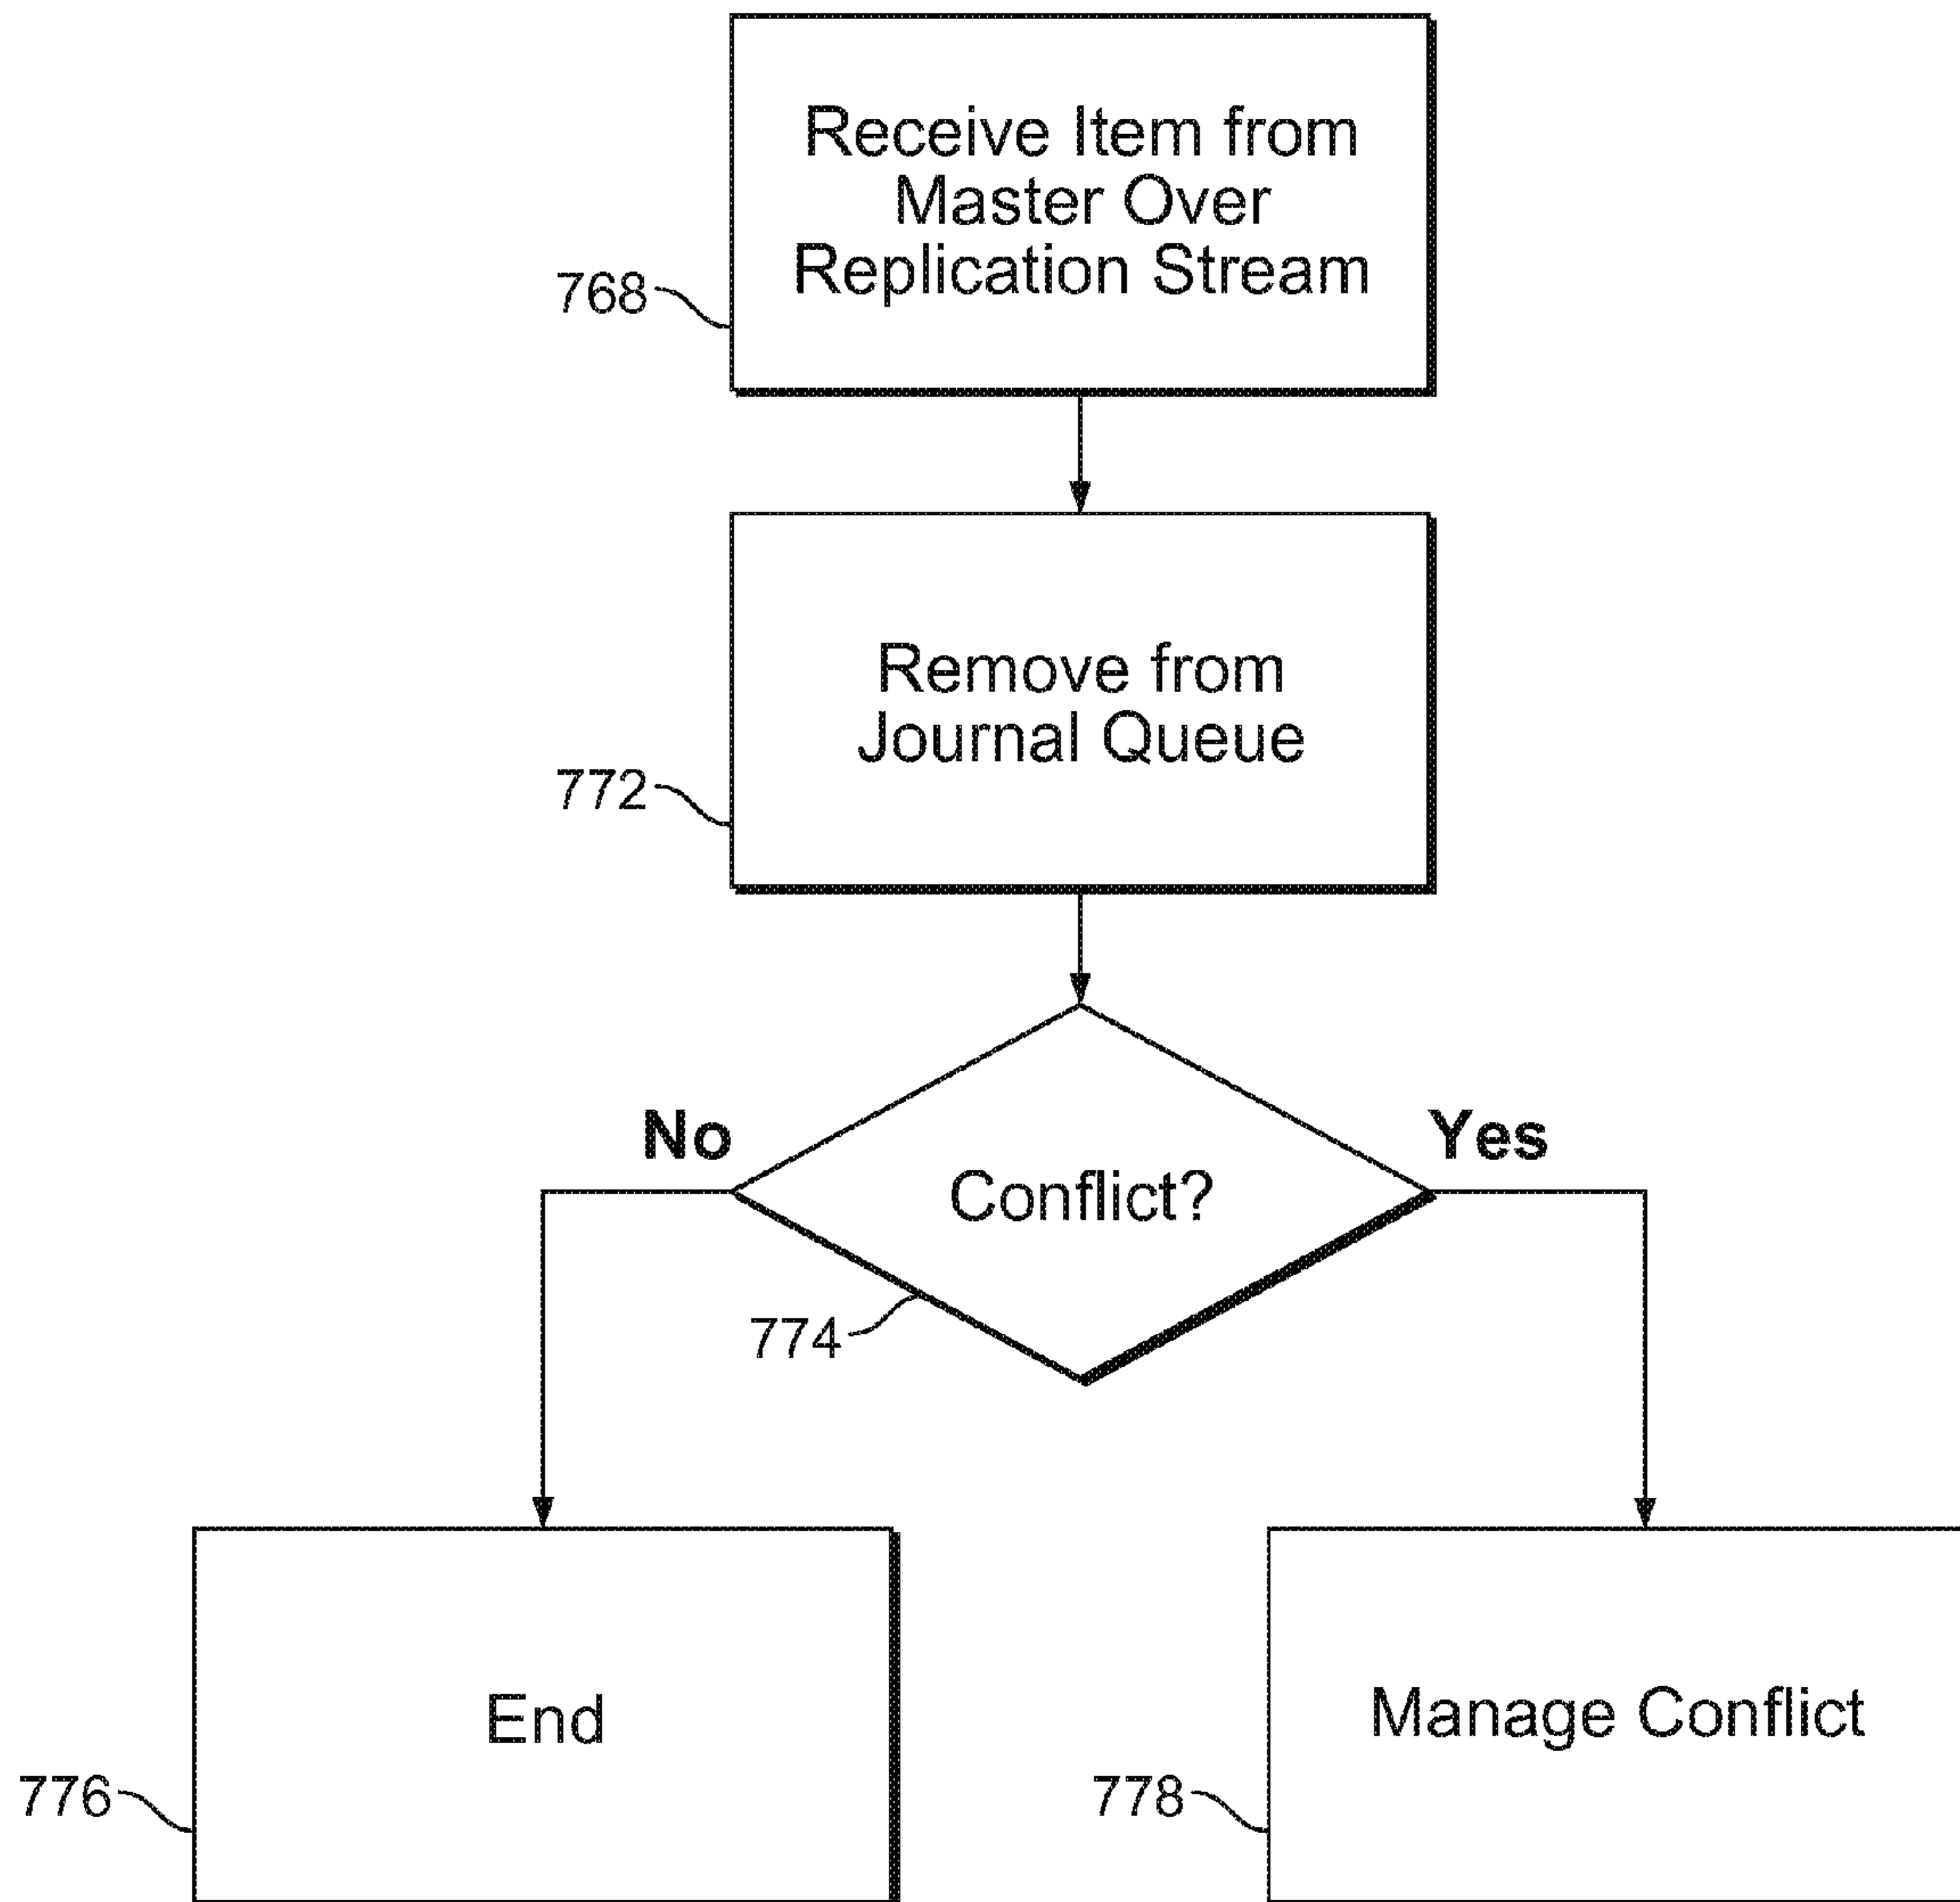 Receive Item from
Master Over
Replication Stream
768
Remove from
Journal Queue
772
No
Yes
Conflict?
774
End
Manage Conflict
776
778